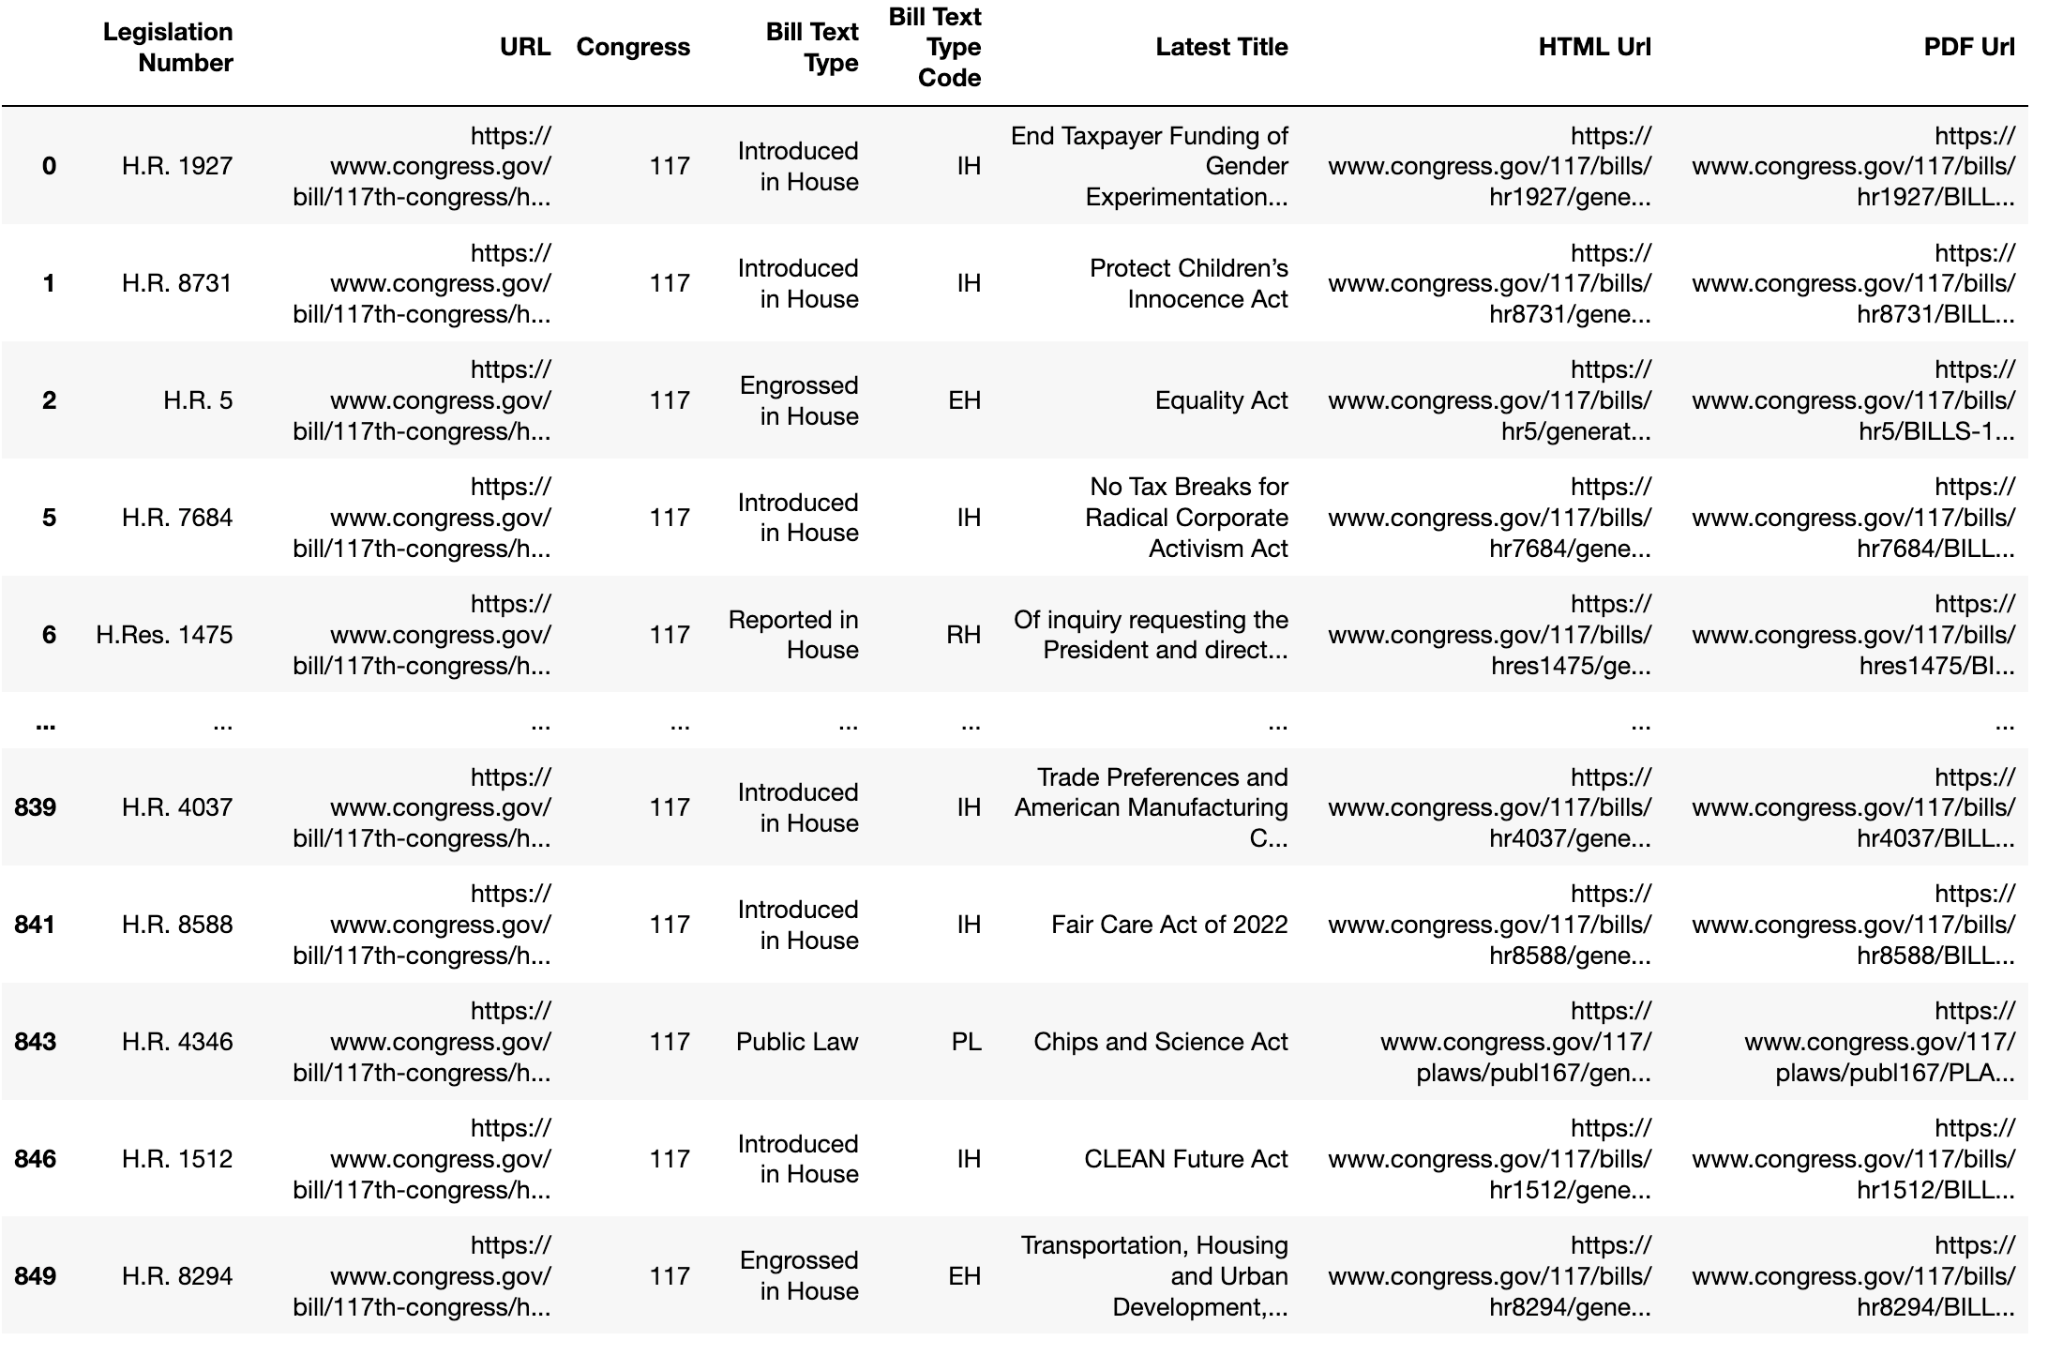 Legislation Number URL Congress Bill Text Type Bill Text Type Code Latest Title HTML Url PDF Url
0 H.R. 1927 https://www.congress.gov/bill/117th-congress/h... 117 Introduced in House IH End Taxpayer Funding of Gender Experimentation... https://www.congress.gov/117/bills/hr1927/gene... https://www.congress.gov/117/bills/hr1927/BILL...
1 H.R. 8731 https://www.congress.gov/bill/117th-congress/h... 117 Introduced in House IH Protect Children’s Innocence Act https://www.congress.gov/117/bills/hr8731/gene... https://www.congress.gov/117/bills/hr8731/BILL...
2 H.R. 5 https://www.congress.gov/bill/117th-congress/h... 117 Engrossed in House EH Equality Act https://www.congress.gov/117/bills/hr5/generat... https://www.congress.gov/117/bills/hr5/BILLS-1...
5 H.R. 7684 https://www.congress.gov/bill/117th-congress/h... 117 Introduced in House IH No Tax Breaks for Radical Corporate Activism Act https://www.congress.gov/117/bills/hr7684/gene... https://www.congress.gov/117/bills/hr7684/BILL...
6 H.Res. 1475 https://www.congress.gov/bill/117th-congress/h... 117 Reported in House RH Of inquiry requesting the President and direct... https://www.congress.gov/117/bills/hres1475/ge... https://www.congress.gov/117/bills/hres1475/BI...
... ... ... ... ... ... ... ... ...
839 H.R. 4037 https://www.congress.gov/bill/117th-congress/h... 117 Introduced in House IH Trade Preferences and American Manufacturing C... https://www.congress.gov/117/bills/hr4037/gene... https://www.congress.gov/117/bills/hr4037/BILL...
841 H.R. 8588 https://www.congress.gov/bill/117th-congress/h... 117 Introduced in House IH Fair Care Act of 2022 https://www.congress.gov/117/bills/hr8588/gene... https://www.congress.gov/117/bills/hr8588/BILL...
843 H.R. 4346 https://www.congress.gov/bill/117th-congress/h... 117 Public Law PL Chips and Science Act https://www.congress.gov/117/plaws/publ167/gen... https://www.congress.gov/117/plaws/publ167/PLA...
846 H.R. 1512 https://www.congress.gov/bill/117th-congress/h... 117 Introduced in House IH CLEAN Future Act https://www.congress.gov/117/bills/hr1512/gene... https://www.congress.gov/117/bills/hr1512/BILL...
849 H.R. 8294 https://www.congress.gov/bill/117th-congress/h... 117 Engrossed in House EH Transportation, Housing and Urban Development,... https://www.congress.gov/117/bills/hr8294/gene... https://www.congress.gov/117/bills/hr8294/BILL...